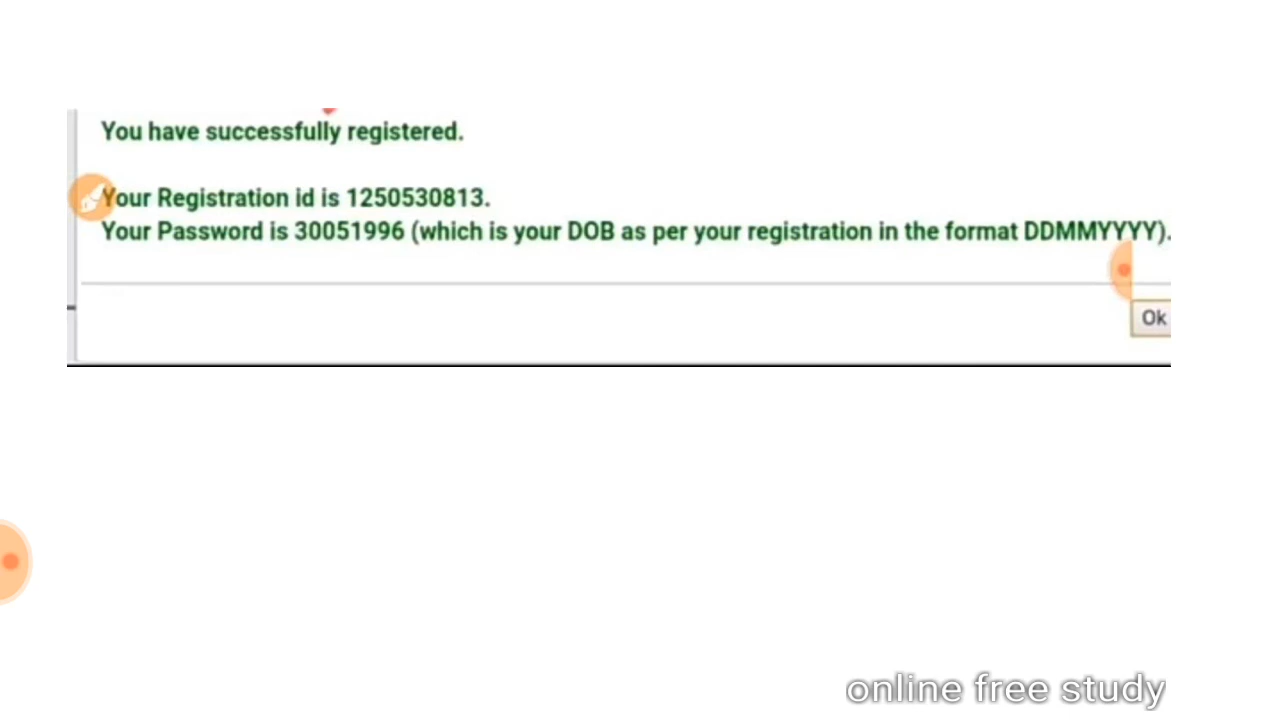 You have successfully registered.
Your Registration id is 1250530813.
Your Password is 30051996 (which is your DOB as per your registration in the format DDMMYYYY).
Ok
online free study